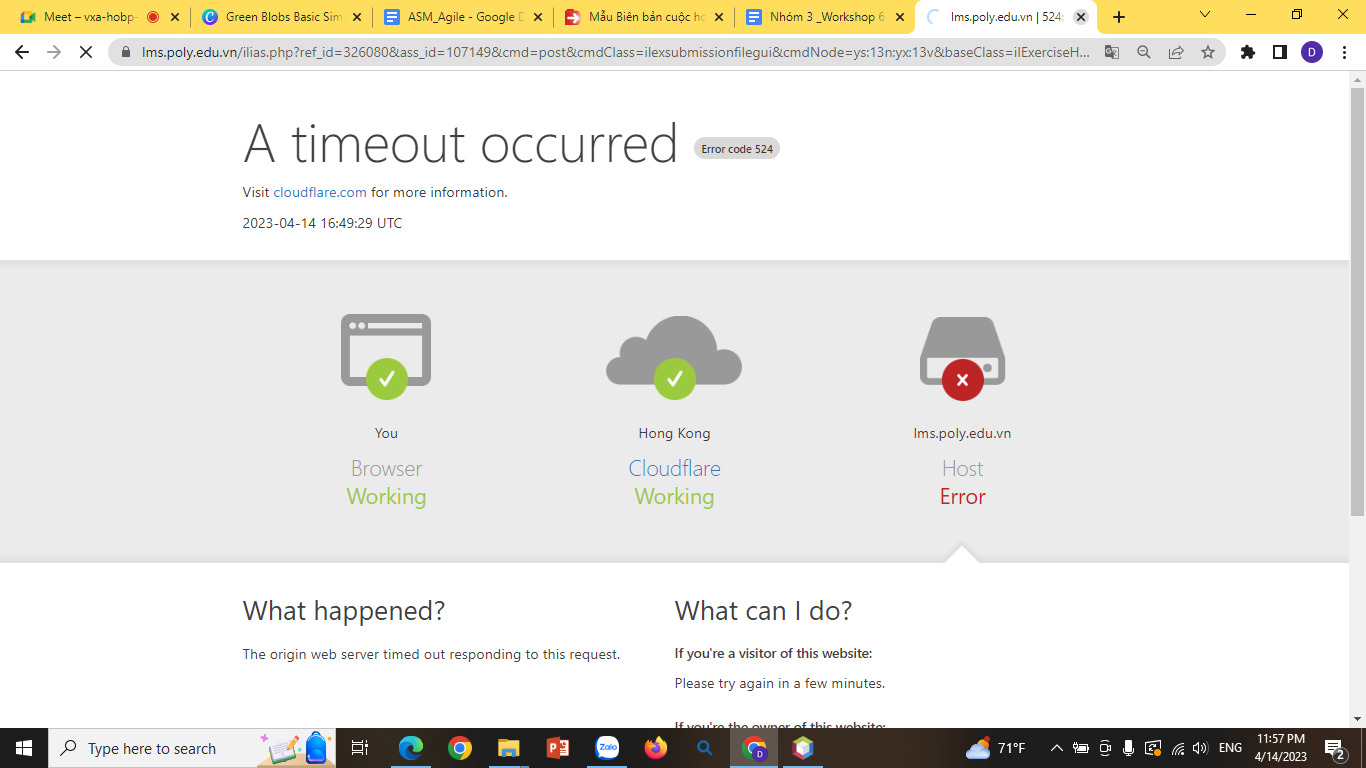 Meet – vxa-hobp-
Green Blobs Basic Sim
ASM_Agile - Google D
Mẫu Biên bản cuộc họ
Nhóm 3 _Workshop 6
lms.poly.edu.vn | 524:
lms.poly.edu.vn/ilias.php?ref_id=326080&ass_id=107149&cmd=post&cmdClass=ilexsubmissionfilegui&cmdNode=ys:13n:yx:13v&baseClass=ilExerciseH...
D
A timeout occurred
Error code 524
Visit cloudflare.com for more information.
2023-04-14 16:49:29 UTC
You
Browser
Working
Hong Kong
Cloudflare
Working
lms.poly.edu.vn
Host
Error
What happened?
The origin web server timed out responding to this request.
What can I do?
If you're a visitor of this website:
Please try again in a few minutes.
If you're the owner of this website:
Type here to search
Zalo
D
71°F
ENG
11:57 PM
4/14/2023
2